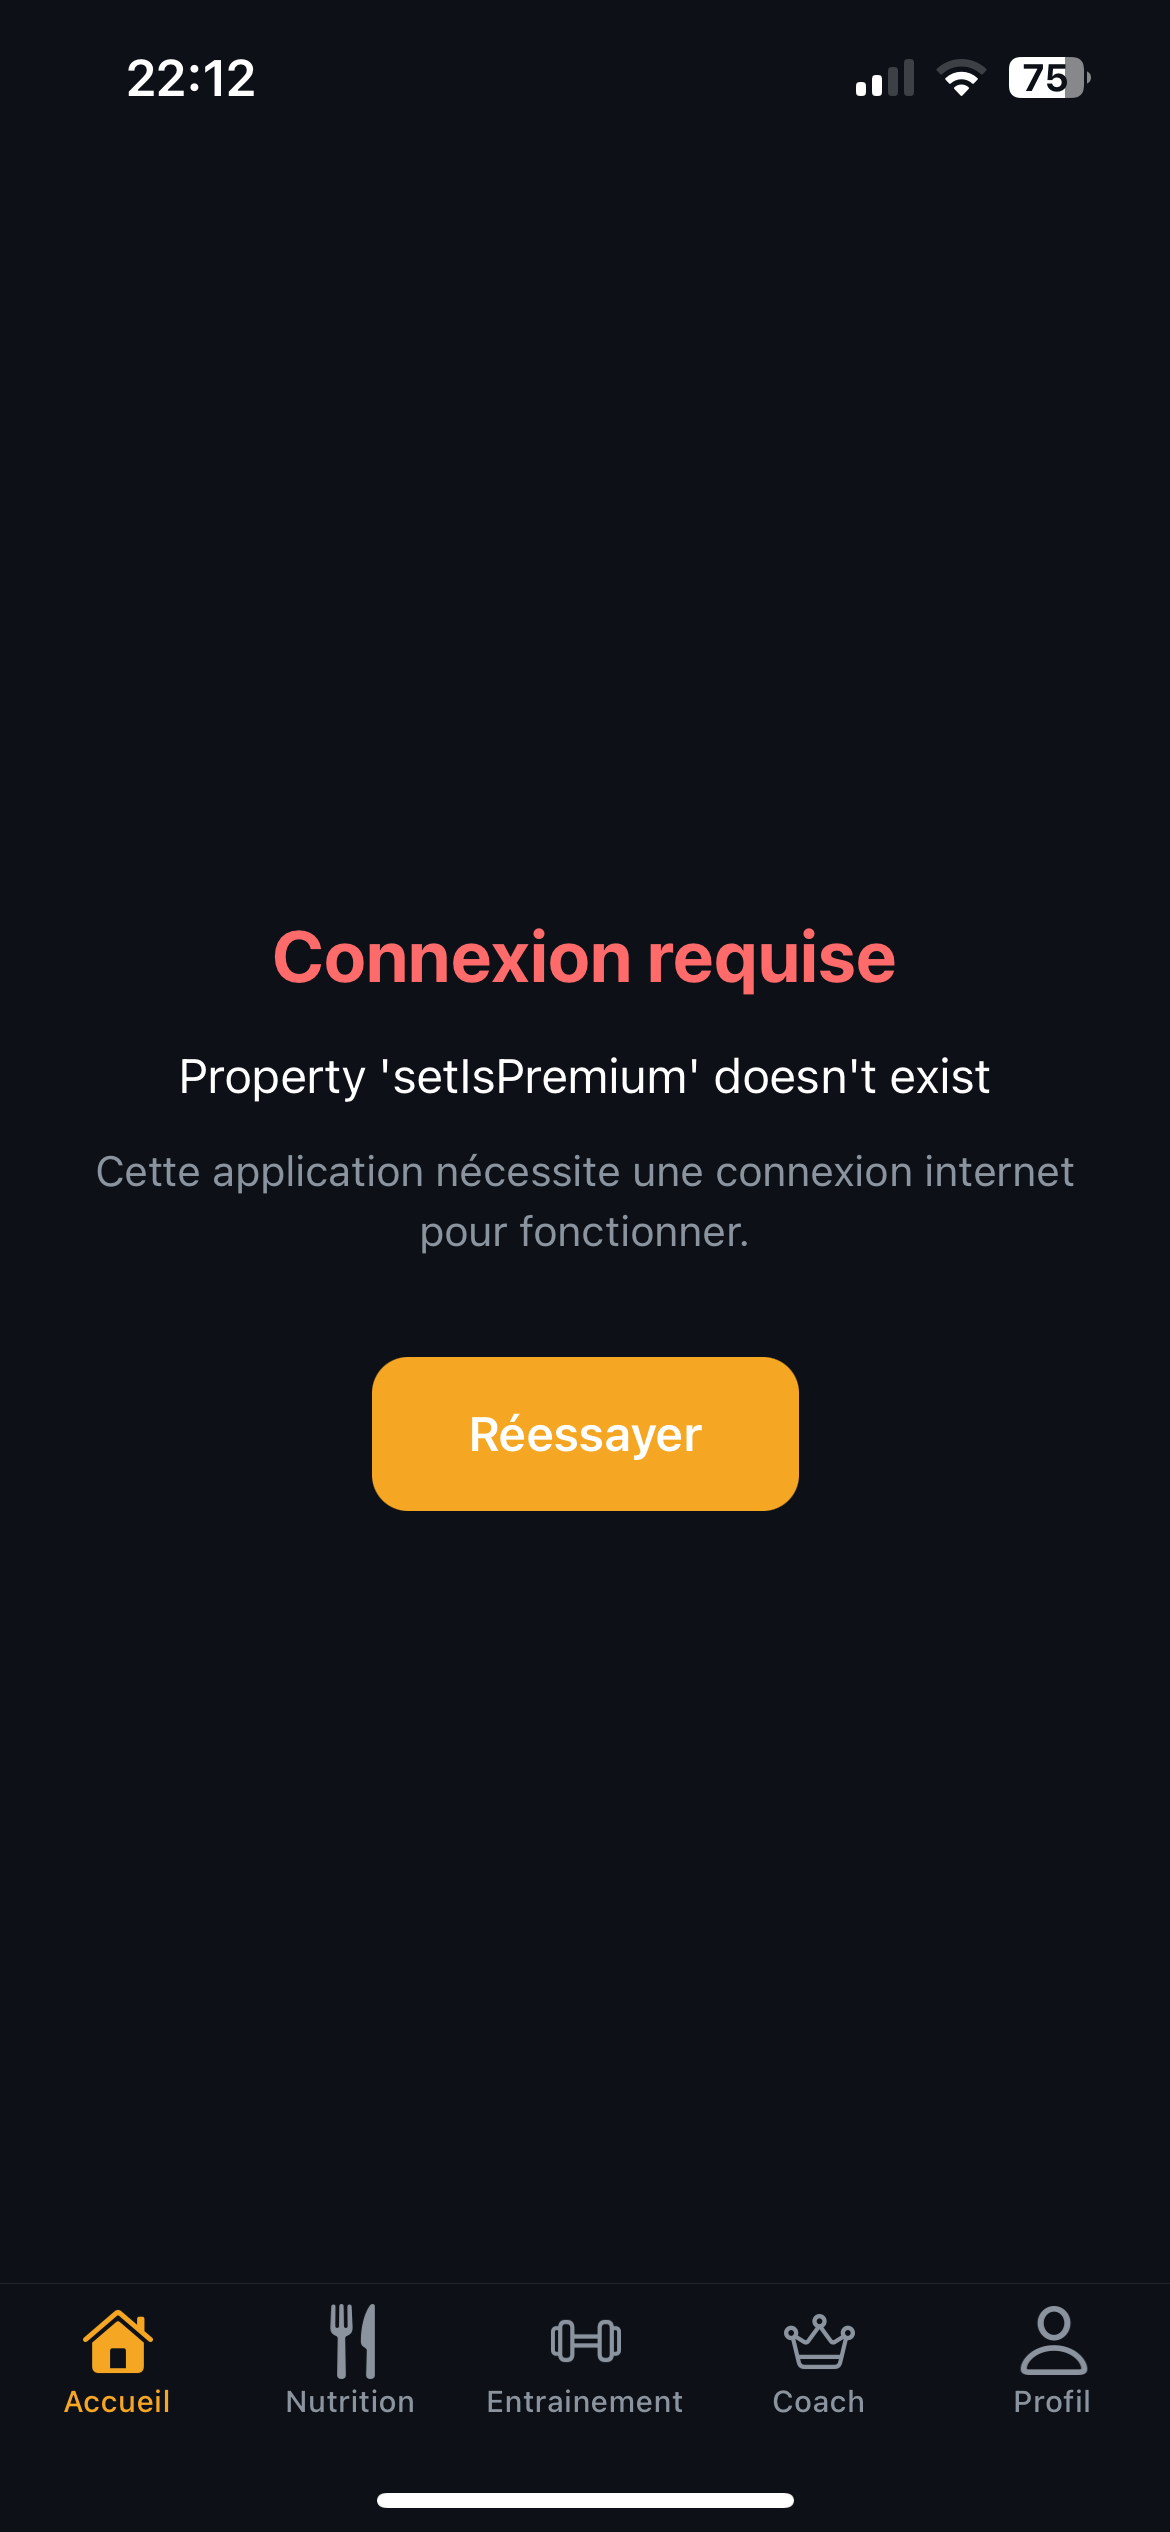 22:12
75
Connexion requise
Property 'setIsPremium' doesn't exist
Cette application nécessite une connexion internet
pour fonctionner.
Réessayer
Accueil
Nutrition
Entrainement
Coach
Profil